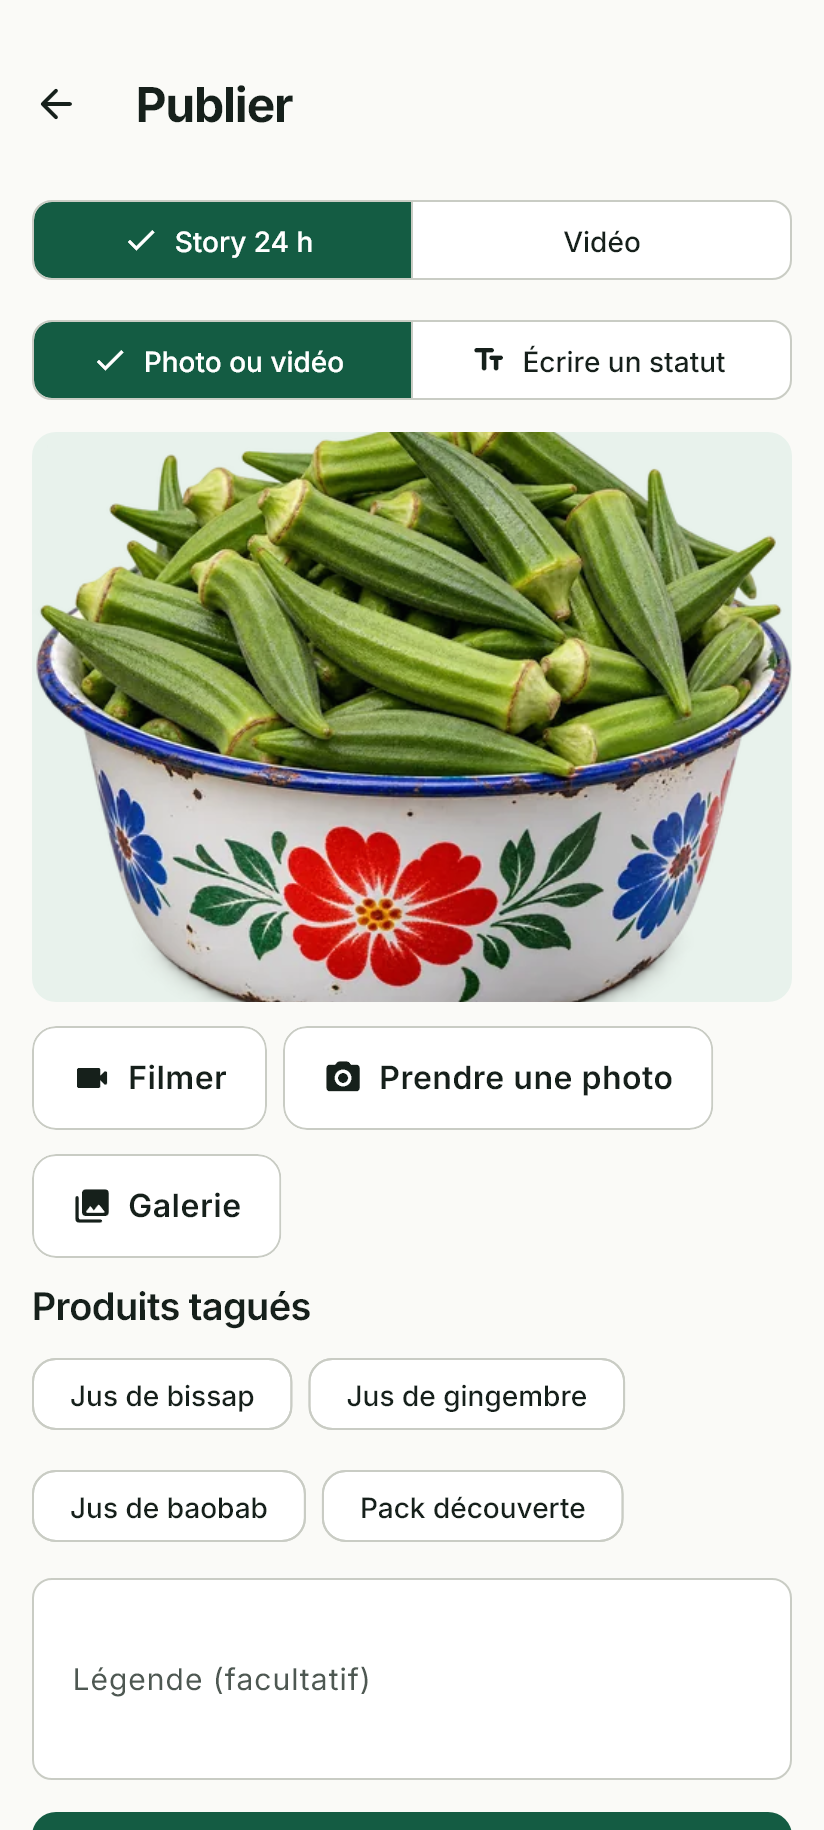 Publier
Story 24 h
Vidéo
Photo ou vidéo
Écrire un statut
Filmer
Prendre une photo
Galerie
Produits tagués
Jus de bissap
Jus de gingembre
Jus de baobab
Pack découverte
Légende (facultatif)